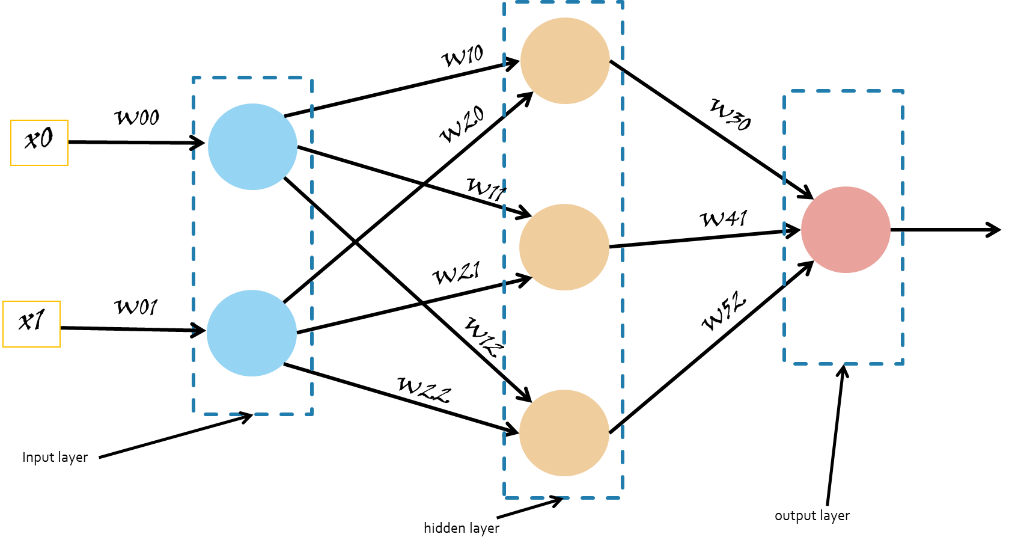 w10
w00
w20
w30
x0
w11
w41
w21
w01
x1
w12
w52
w22
Input layer
hidden layer
output layer